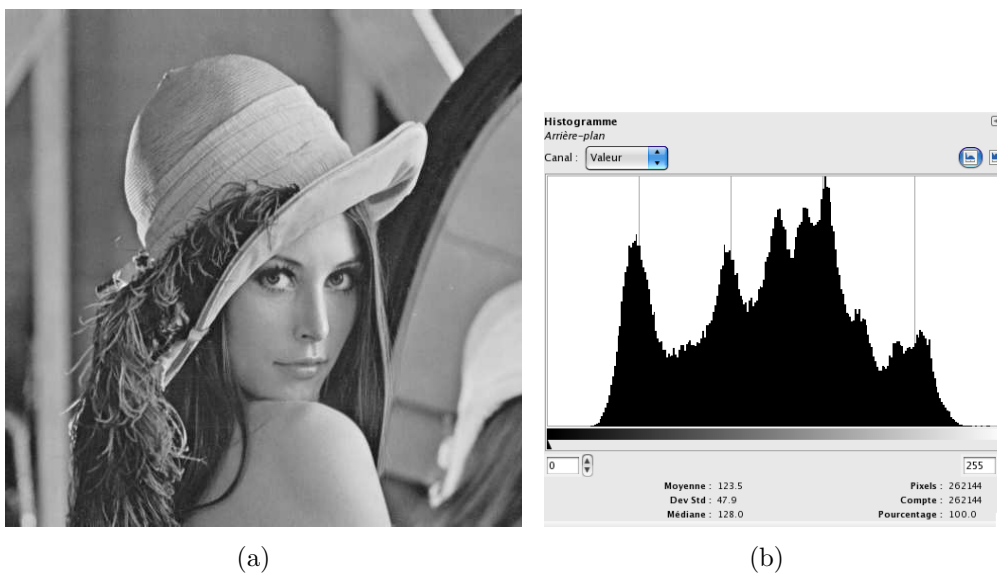 Histogramme
Arrière-plan
Canal : Valeur
0
255
Moyenne : 123.5
Pixels : 262144
Dev Std : 47.9
Compte : 262144
Médiane : 128.0
Pourcentage : 100.0
(a)
(b)